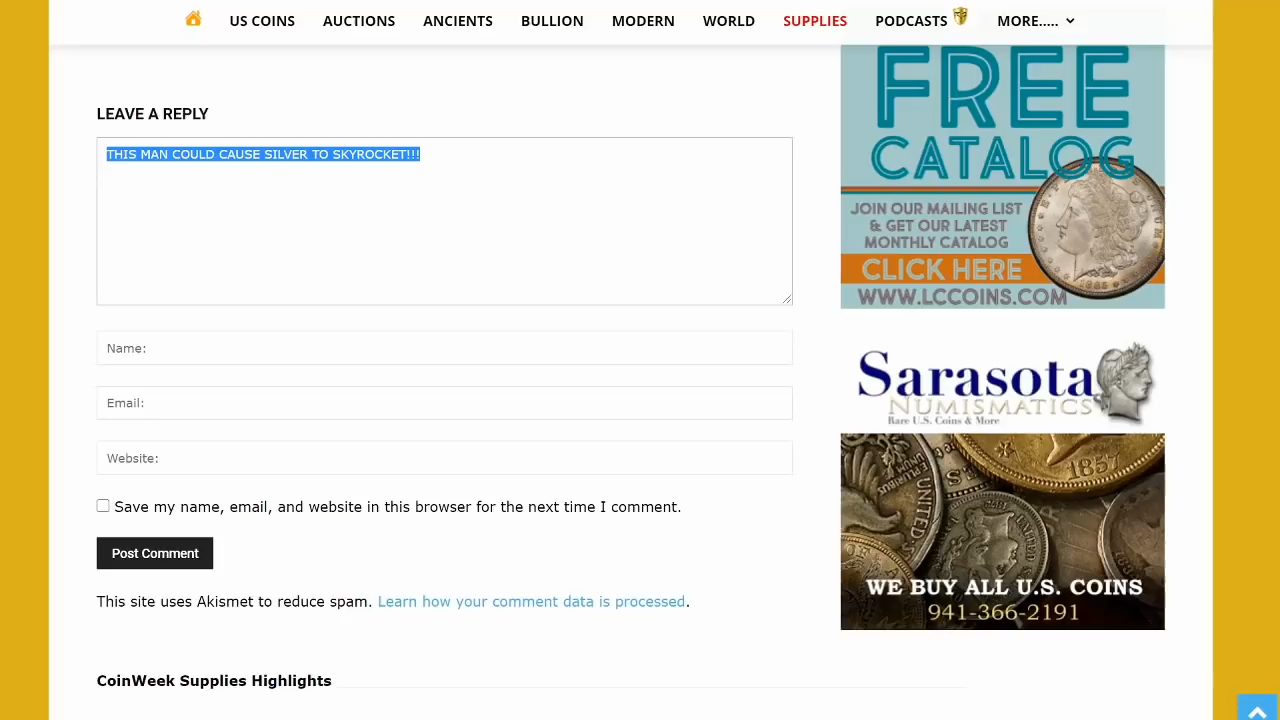 US COINS AUCTIONS ANCIENTS BULLION MODERN WORLD SUPPLIES PODCASTS MORE.....
LEAVE A REPLY
THIS MAN COULD CAUSE SILVER TO SKYROCKET!!!
Name:
Email:
Website:
Save my name, email, and website in this browser for the next time I comment.
Post Comment
This site uses Akismet to reduce spam. Learn how your comment data is processed.
CoinWeek Supplies Highlights
FREE
CATALOG
JOIN OUR MAILING LIST
& GET OUR LATEST
MONTHLY CATALOG
CLICK HERE
WWW.LCCOINS.COM
Sarasota
NUMISMATICS
Rare U.S. Coins & More
1857
UNITED
WE BUY ALL U.S. COINS
941-366-2191